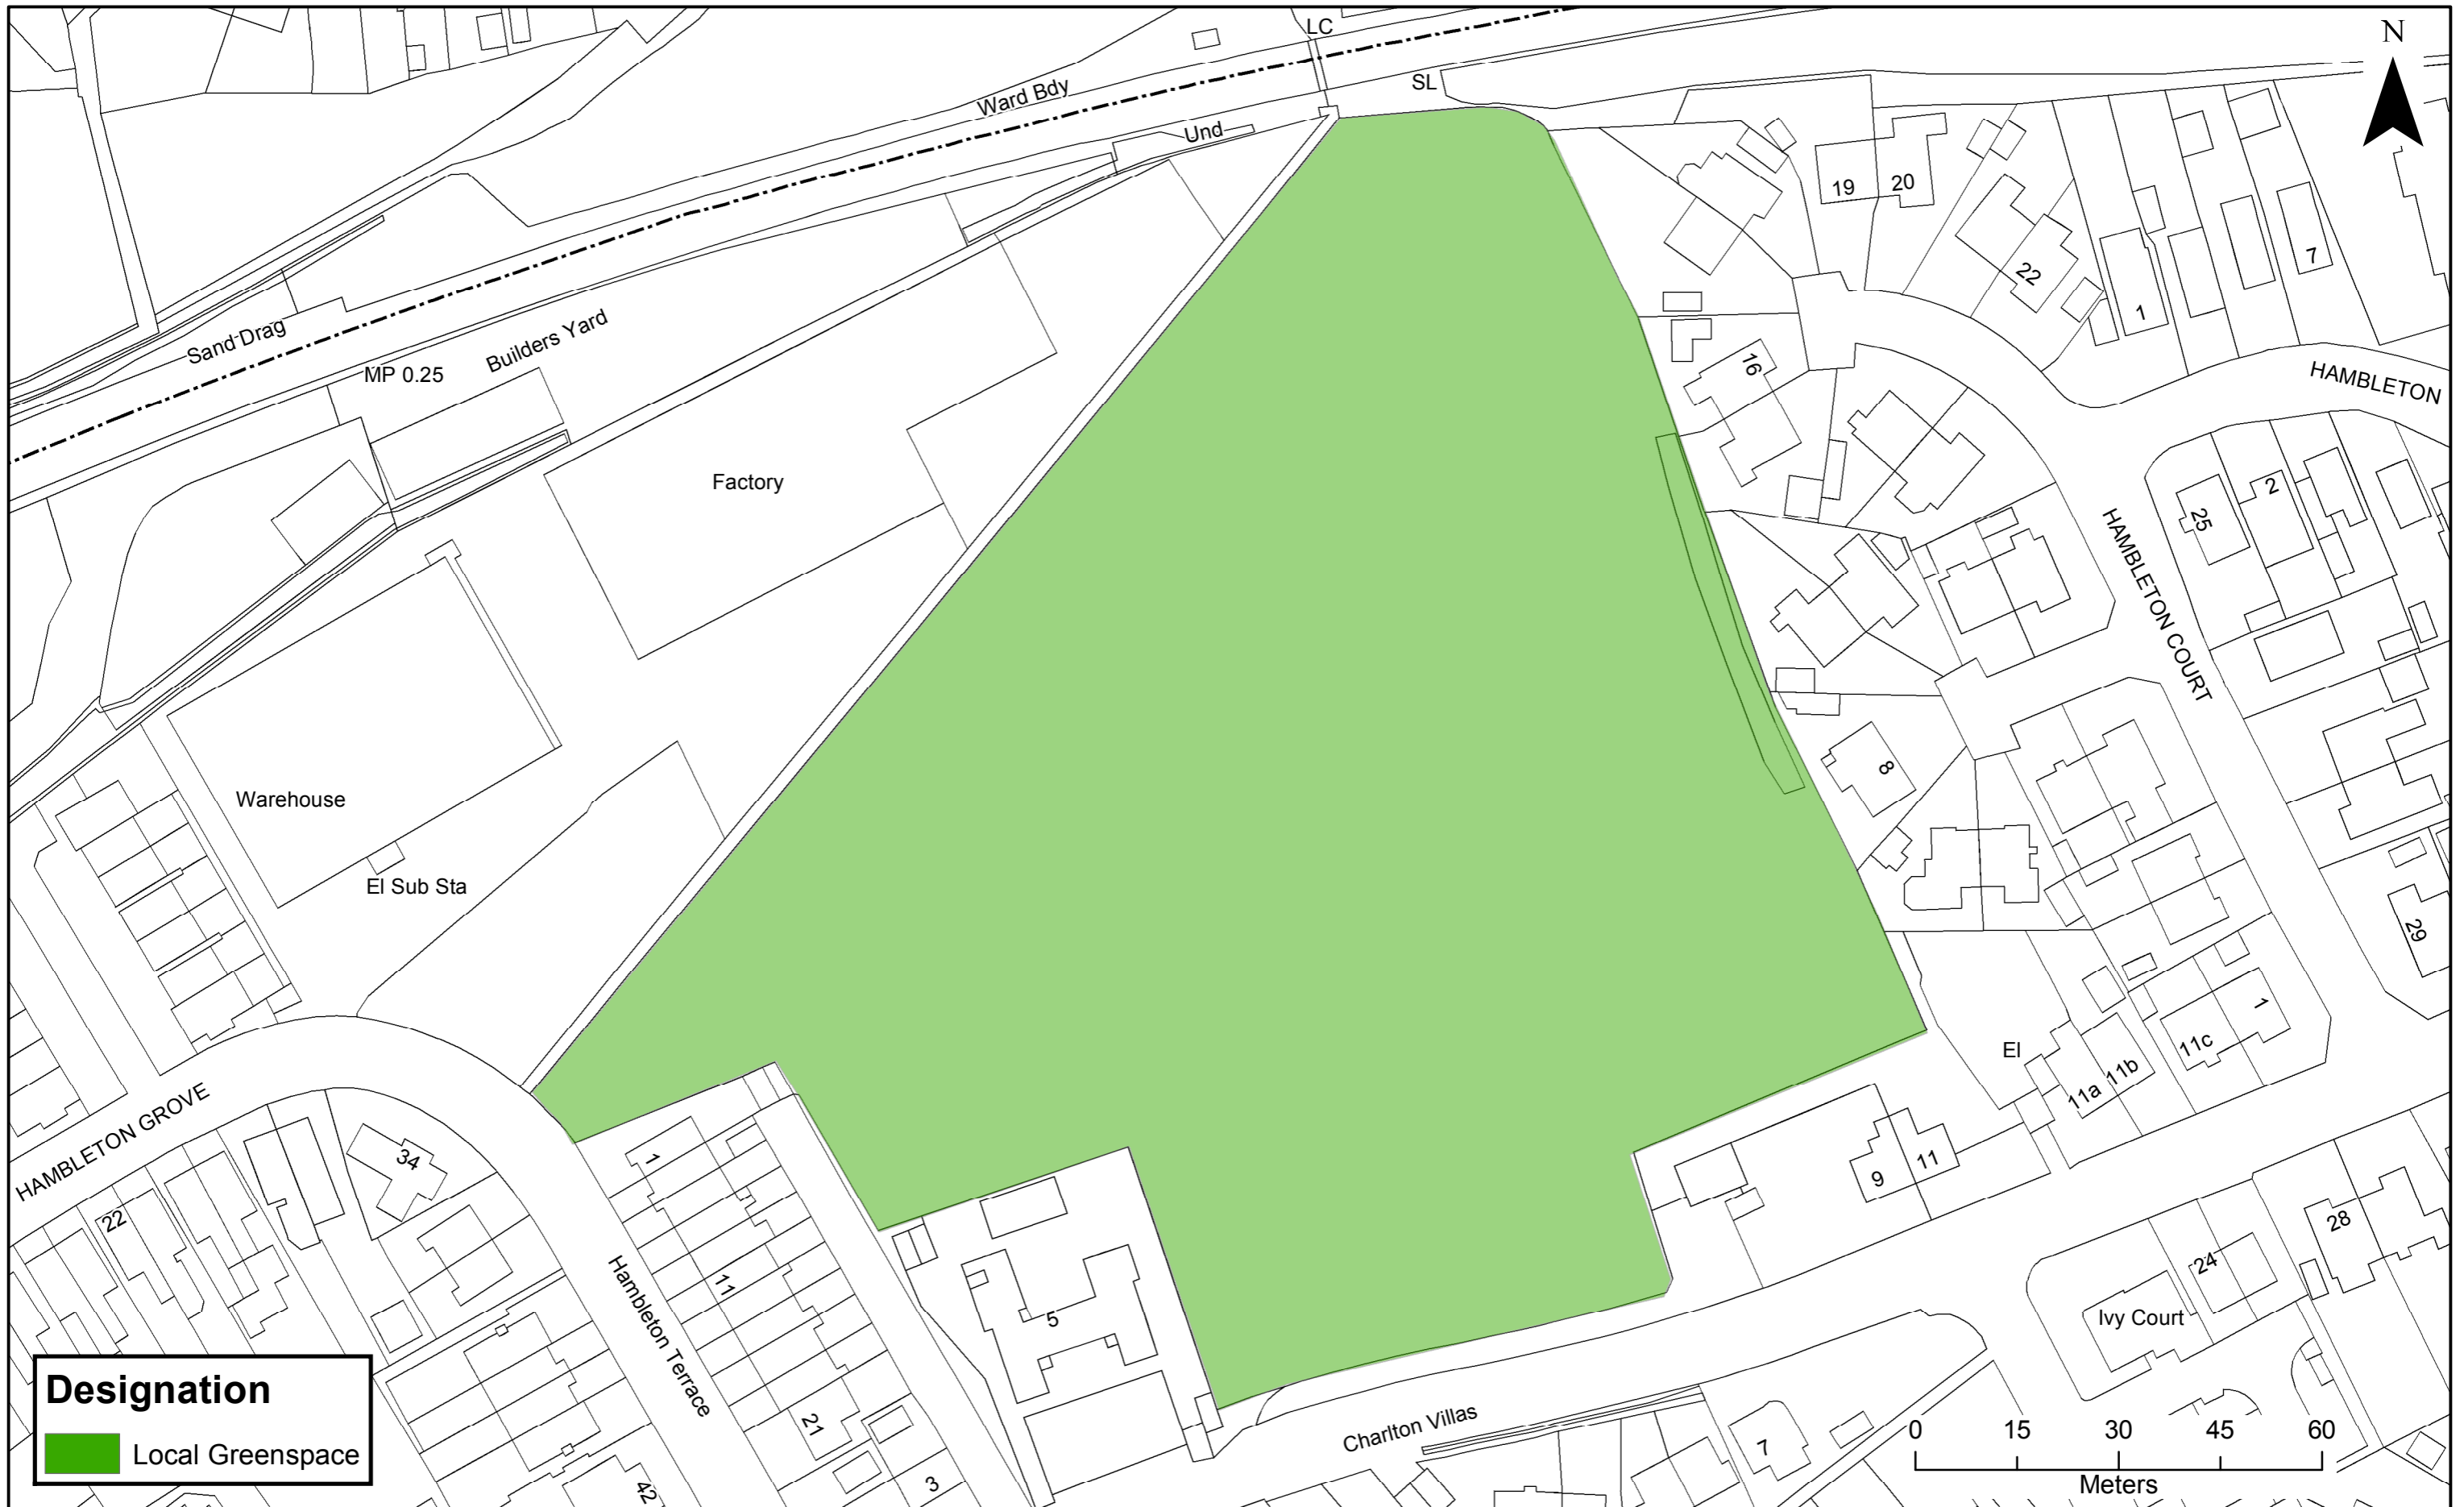 LC
N
SL
Ward Bdy
Und
19
20
22
7
1
Sand Drag
MP 0.25
Builders Yard
16
HAMBLETON
Factory
25
2
HAMBLETON COURT
Warehouse
El Sub Sta
8
29
El
11a
11b
11c
1
HAMBLETON GROVE
34
22
1
11
21
Hambleton Terrace
5
9
11
28
24
Ivy Court
Charlton Villas
7
3
42
Designation
Local Greenspace
0 15 30 45 60
Meters